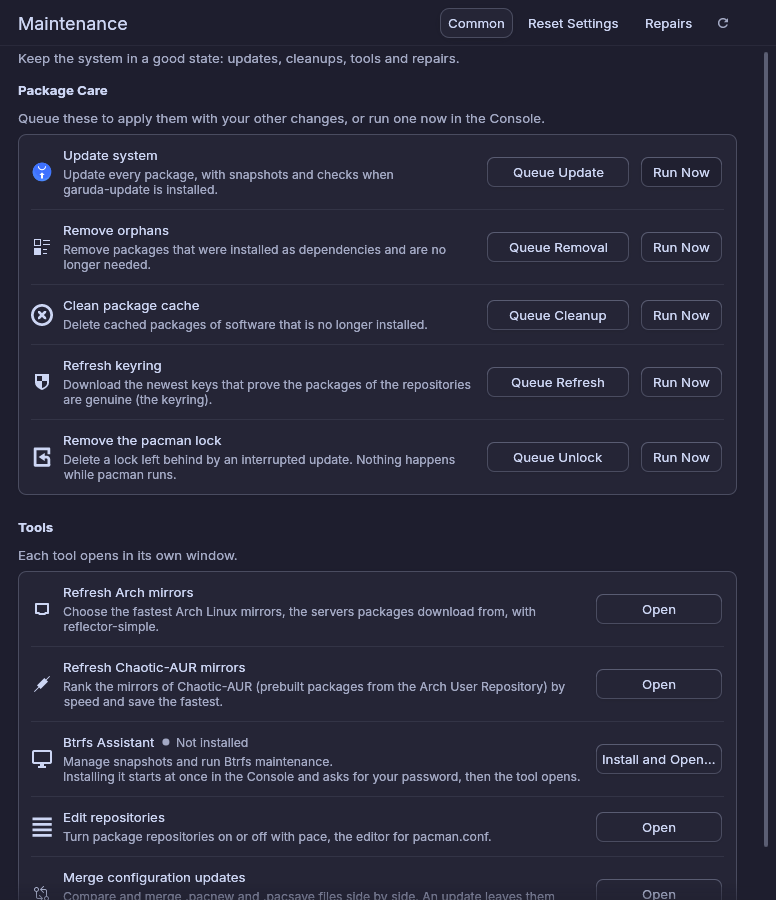 Maintenance
Common
Reset Settings
Repairs
Keep the system in a good state: updates, cleanups, tools and repairs.
Package Care
Queue these to apply them with your other changes, or run one now in the Console.
Update system
Update every package, with snapshots and checks when
garuda-update is installed.
Queue Update
Run Now
Remove orphans
Remove packages that were installed as dependencies and are no
longer needed.
Queue Removal
Run Now
Clean package cache
Delete cached packages of software that is no longer installed.
Queue Cleanup
Run Now
Refresh keyring
Download the newest keys that prove the packages of the repositories
are genuine (the keyring).
Queue Refresh
Run Now
Remove the pacman lock
Delete a lock left behind by an interrupted update. Nothing happens
while pacman runs.
Queue Unlock
Run Now
Tools
Each tool opens in its own window.
Refresh Arch mirrors
Choose the fastest Arch Linux mirrors, the servers packages download from, with
reflector-simple.
Open
Refresh Chaotic-AUR mirrors
Rank the mirrors of Chaotic-AUR (prebuilt packages from the Arch User Repository) by
speed and save the fastest.
Open
Btrfs Assistant
Not installed
Manage snapshots and run Btrfs maintenance.
Installing it starts at once in the Console and asks for your password, then the tool opens.
Install and Open...
Edit repositories
Turn package repositories on or off with pace, the editor for pacman.conf.
Open
Merge configuration updates
Compare and merge .pacnew and .pacsave files side by side. An update leaves them
Open